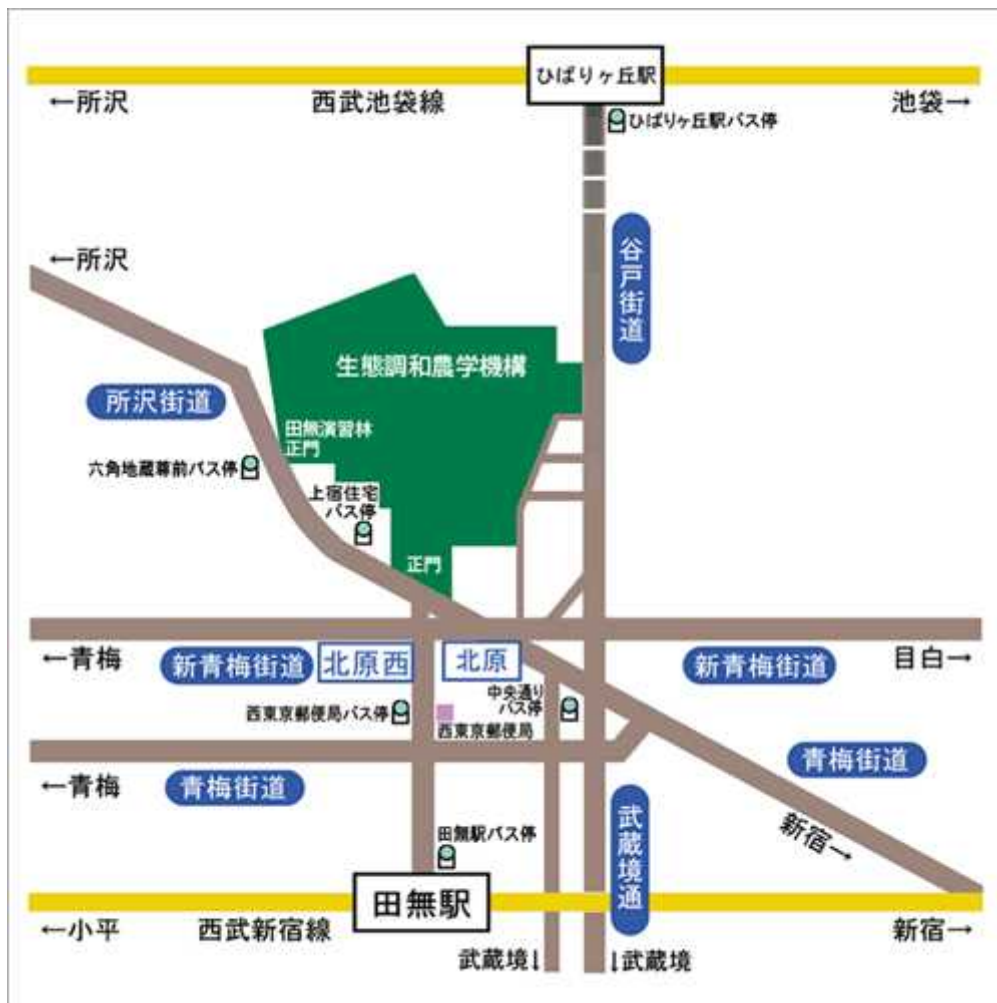 ひばりヶ丘駅
←所沢
西武池袋線
池袋→
ひばりヶ丘駅バス停
谷戸街道
←所沢
生態調和農学機構
所沢街道
田無演習林
正門
六角地蔵尊前バス停
上宿住宅
バス停
正門
←青梅
新青梅街道
北原西
北原
新青梅街道
目白→
中央通り
バス停
西東京郵便局バス停
西東京郵便局
←青梅
青梅街道
青梅街道
新宿→
武蔵境通
田無駅バス停
田無駅
←小平
西武新宿線
新宿→
武蔵境↓
↓武蔵境